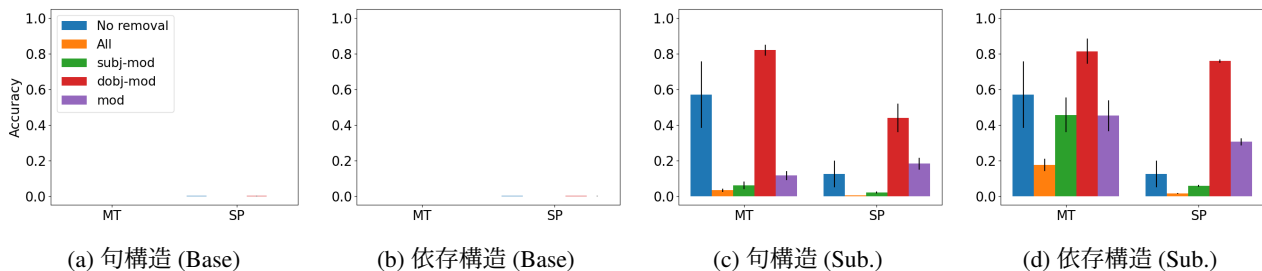 1.0
0.8
0.6
0.4
0.2
0.0
Accuracy
No removal
All
subj-mod
dobj-mod
mod
MT
SP
(a) 句構造 (Base)
1.0
0.8
0.6
0.4
0.2
0.0
MT
SP
(b) 依存構造 (Base)
1.0
0.8
0.6
0.4
0.2
0.0
MT
SP
(c) 句構造 (Sub.)
1.0
0.8
0.6
0.4
0.2
0.0
MT
SP
(d) 依存構造 (Sub.)